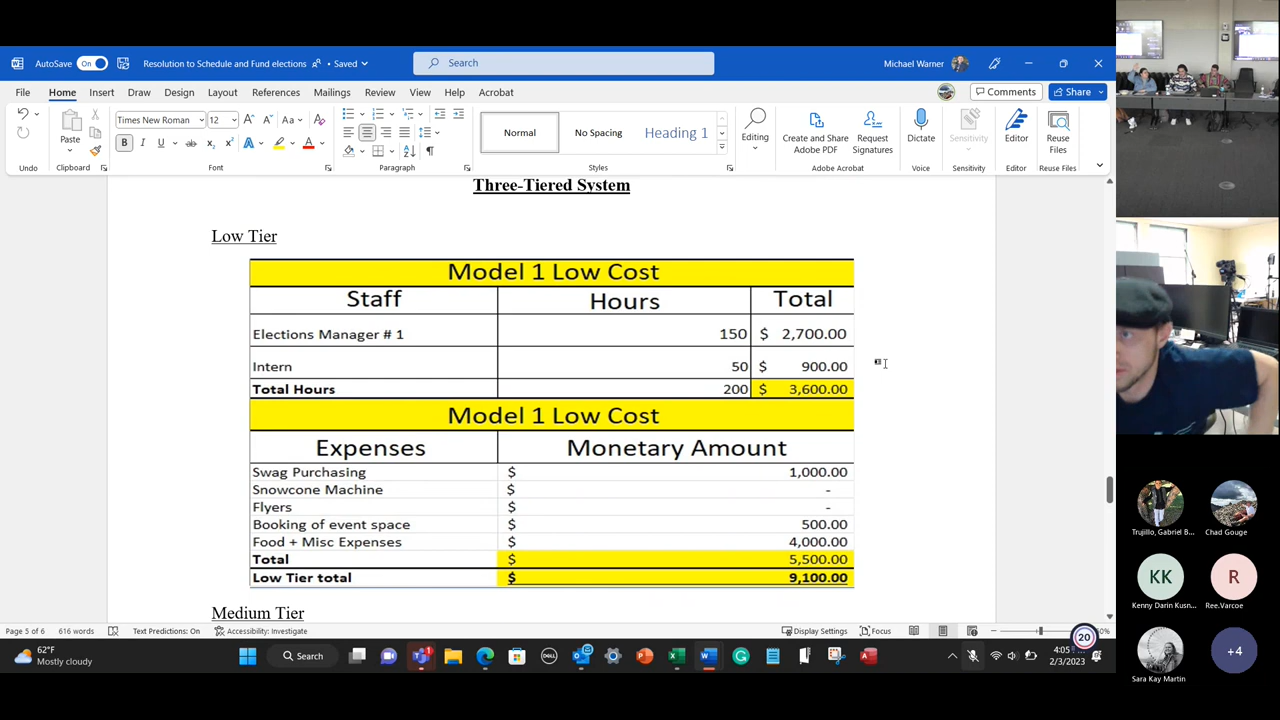 AutoSave On Resolution to Schedule and Fund elections • Saved Search Michael Warner
File Home Insert Draw Design Layout References Mailings Review View Help Acrobat Comments Share
Times New Roman 12 Aa
Paste Normal No Spacing Heading 1 Editing Create and Share Adobe PDF Request Signatures Dictate Sensitivity Editor Reuse Files
Undo Clipboard Font Paragraph Styles Adobe Acrobat Voice Sensitivity Editor Reuse Files
Three-Tiered System
Low Tier
Model 1 Low Cost
Staff Hours Total
Elections Manager # 1 150 $ 2,700.00
Intern 50 $ 900.00
Total Hours 200 $ 3,600.00
Model 1 Low Cost
Expenses Monetary Amount
Swag Purchasing $ 1,000.00
Snowcone Machine $ -
Flyers $ -
Booking of event space $ 500.00
Food + Misc Expenses $ 4,000.00
Total $ 5,500.00
Low Tier total $ 9,100.00
Medium Tier
Page 5 of 6 616 words Text Predictions: On Accessibility: Investigate Display Settings Focus
62°F
Mostly cloudy
Search
20
4:05
2/3/2023
Trujillo, Gabriel B... Chad Gouge
KK R
Kenny Darin Kusn... Ree.Varcoe
+4
Sara Kay Martin